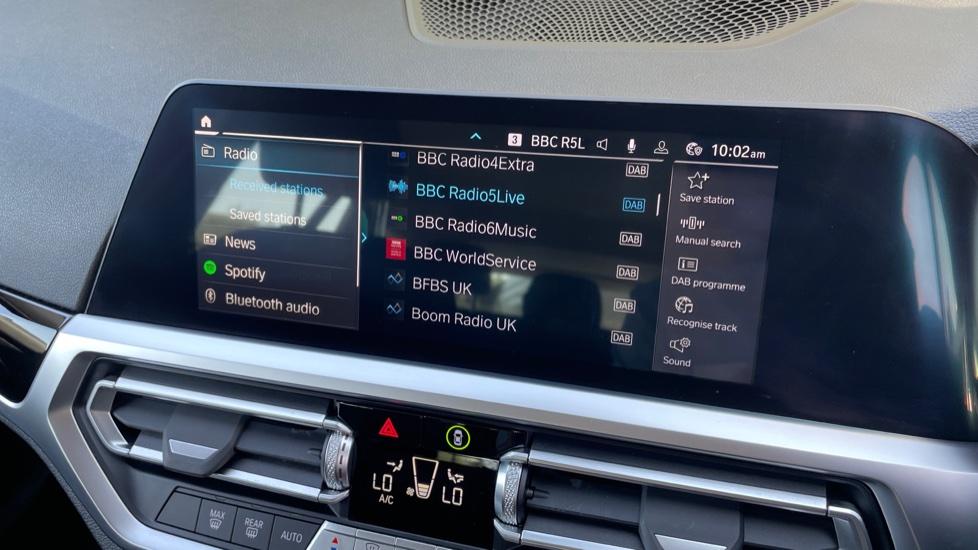 3 BBC R5L 10:02am
Radio
Received stations
Saved stations
News
Spotify
Bluetooth audio
BBC Radio4Extra DAB
BBC Radio5Live DAB
BBC Radio6Music DAB
BBC WorldService DAB
BFBS UK DAB
Boom Radio UK DAB
Save station
Manual search
DAB programme
Recognise track
Sound
LO LO
A/C
MAX
REAR
AUTO